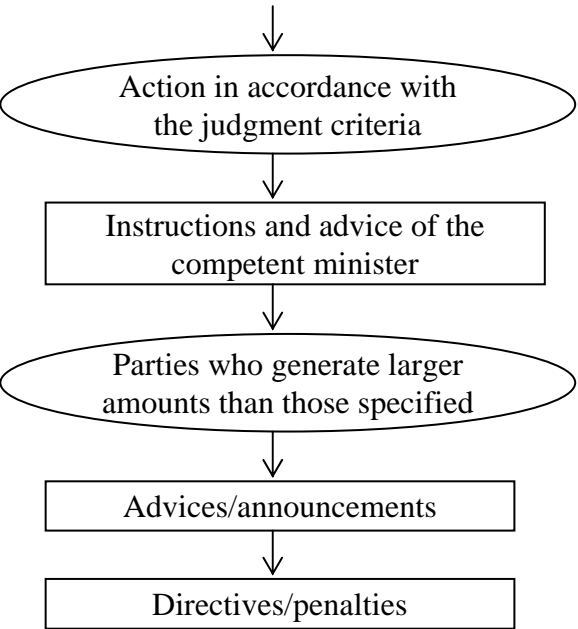 Action in accordance with
the judgment criteria
Instructions and advice of the
competent minister
Parties who generate larger
amounts than those specified
Advices/announcements
Directives/penalties